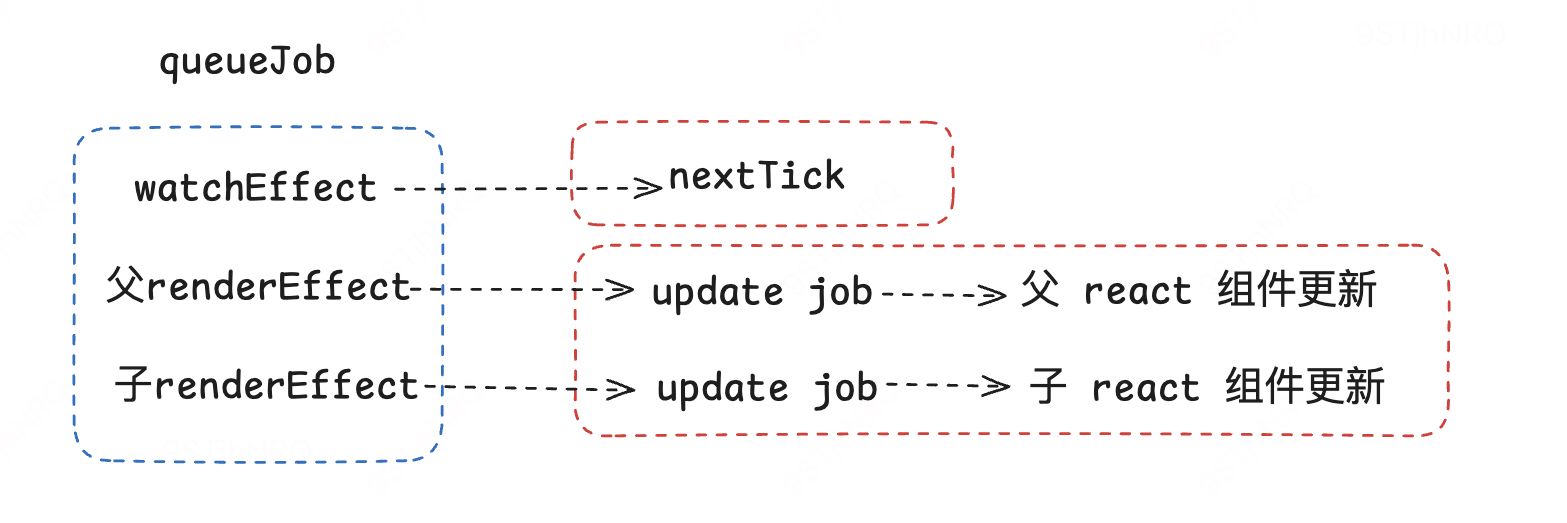 queueJob
watchEffect
nextTick
父renderEffect
update job
父 react 组件更新
子renderEffect
update job
子 react 组件更新